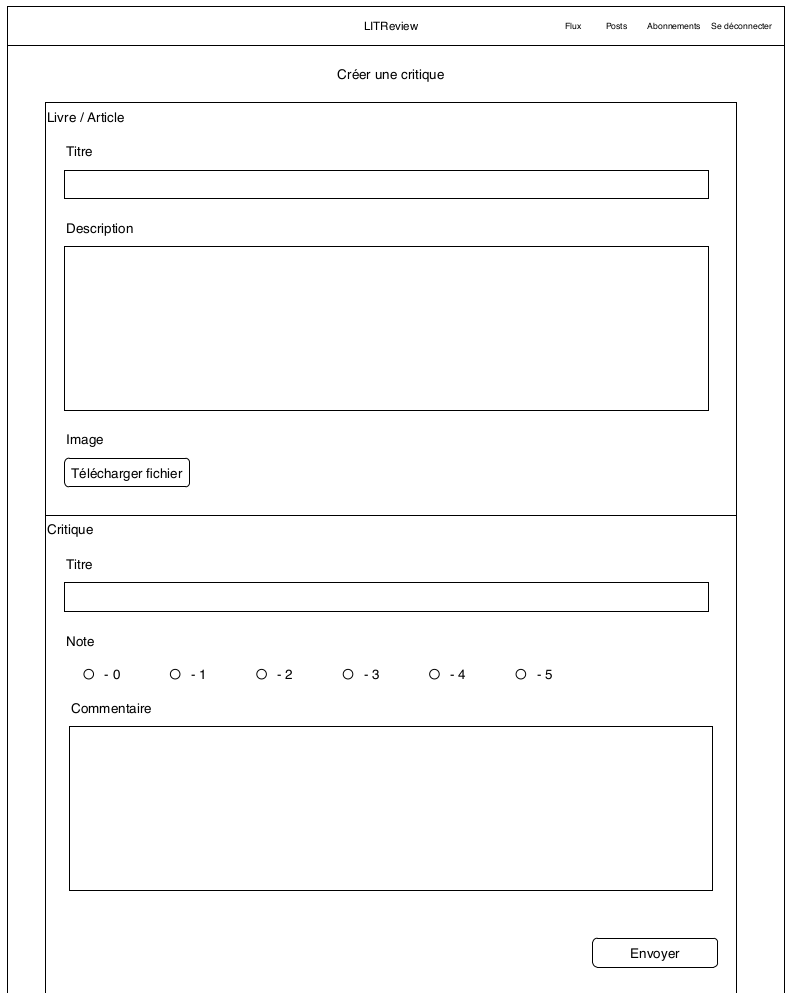 LITReview Flux Posts Abonnements Se déconnecter
Créer une critique
Livre / Article
Titre
Description
Image
Télécharger fichier
Critique
Titre
Note
- 0 - 1 - 2 - 3 - 4 - 5
Commentaire
Envoyer